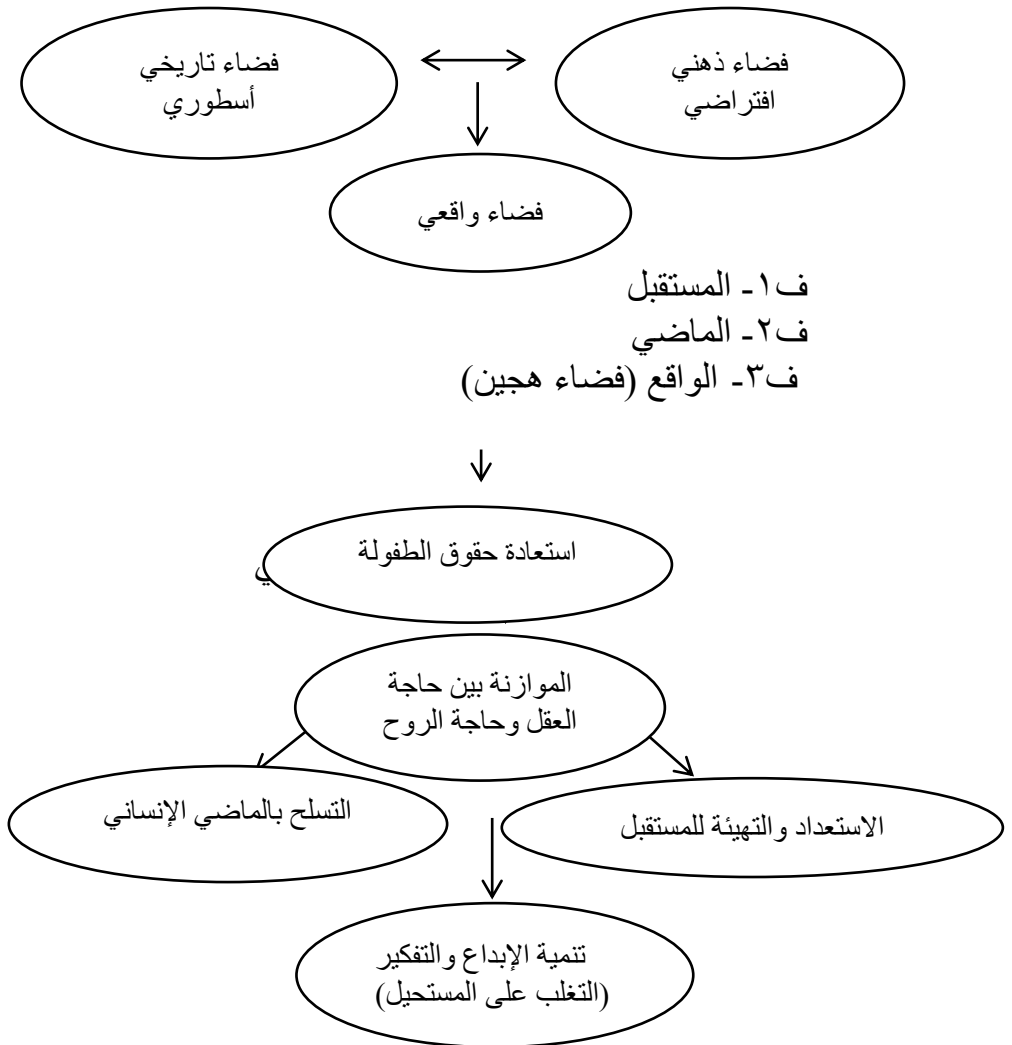 فضاء ذهني
افتراضي
فضاء تاريخي
أسطوري
فضاء واقعي
ف١- المستقبل
ف٢- الماضي
ف٣- الواقع (فضاء هجين)
استعادة حقوق الطفولة
الموازنة بين حاجة
العقل وحاجة الروح
الاستعداد والتهيئة للمستقبل
التسلح بالماضي الإنساني
تنمية الإبداع والتفكير
(التغلب على المستحيل)